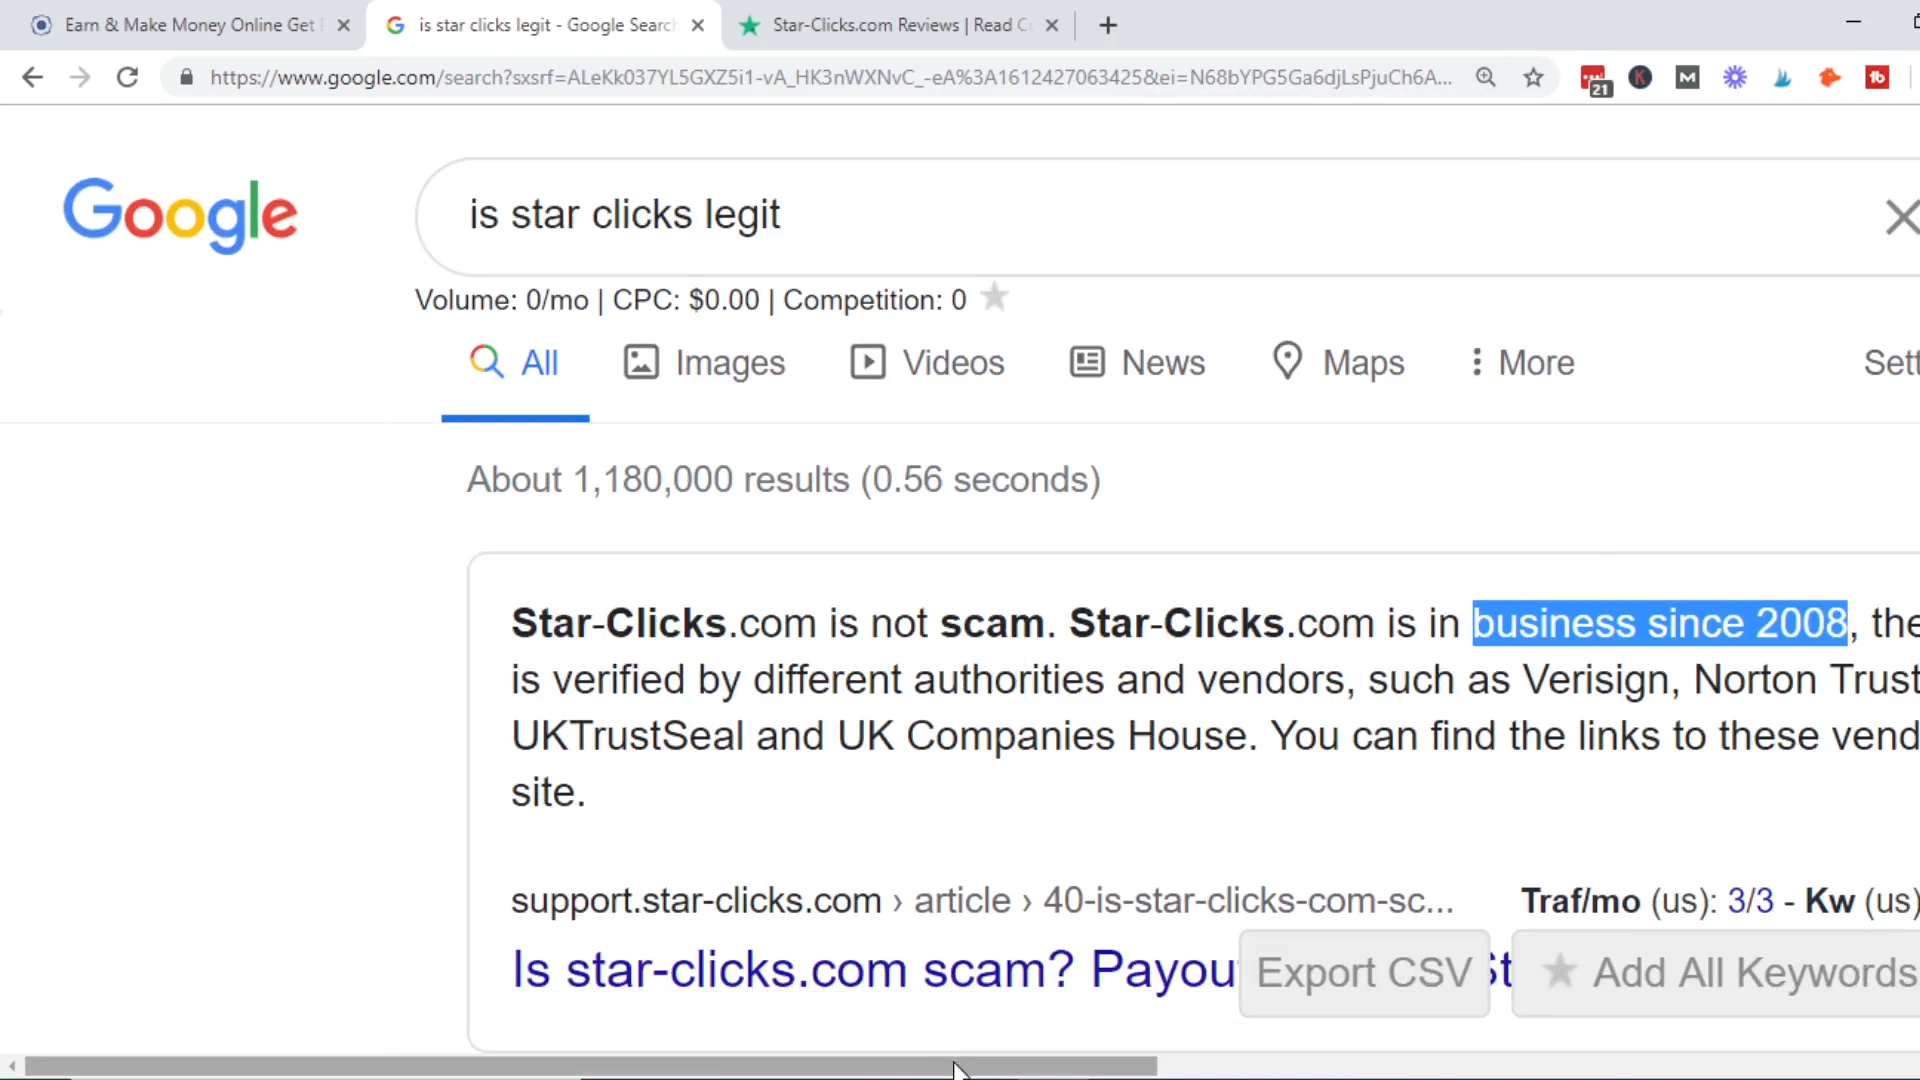 Earn & Make Money Online Get
is star clicks legit - Google Search
Star-Clicks.com Reviews | Read C
https://www.google.com/search?sxsrf=ALeKk037YL5GXZ5i1-vA_HK3nWXNvC_-eA%3A1612427063425&ei=N68bYPG5Ga6djLsPjuCh6A...
21
K
M
tb
Google
is star clicks legit
Volume: 0/mo | CPC: $0.00 | Competition: 0
All
Images
Videos
News
Maps
More
Sett
About 1,180,000 results (0.56 seconds)
Star-Clicks.com is not scam. Star-Clicks.com is in business since 2008, the
is verified by different authorities and vendors, such as Verisign, Norton Trust
UKTrustSeal and UK Companies House. You can find the links to these vend
site.
support.star-clicks.com › article › 40-is-star-clicks-com-sc...
Traf/mo (us): 3/3 - Kw (us)
Is star-clicks.com scam? Payou
Export CSV
St
Add All Keywords